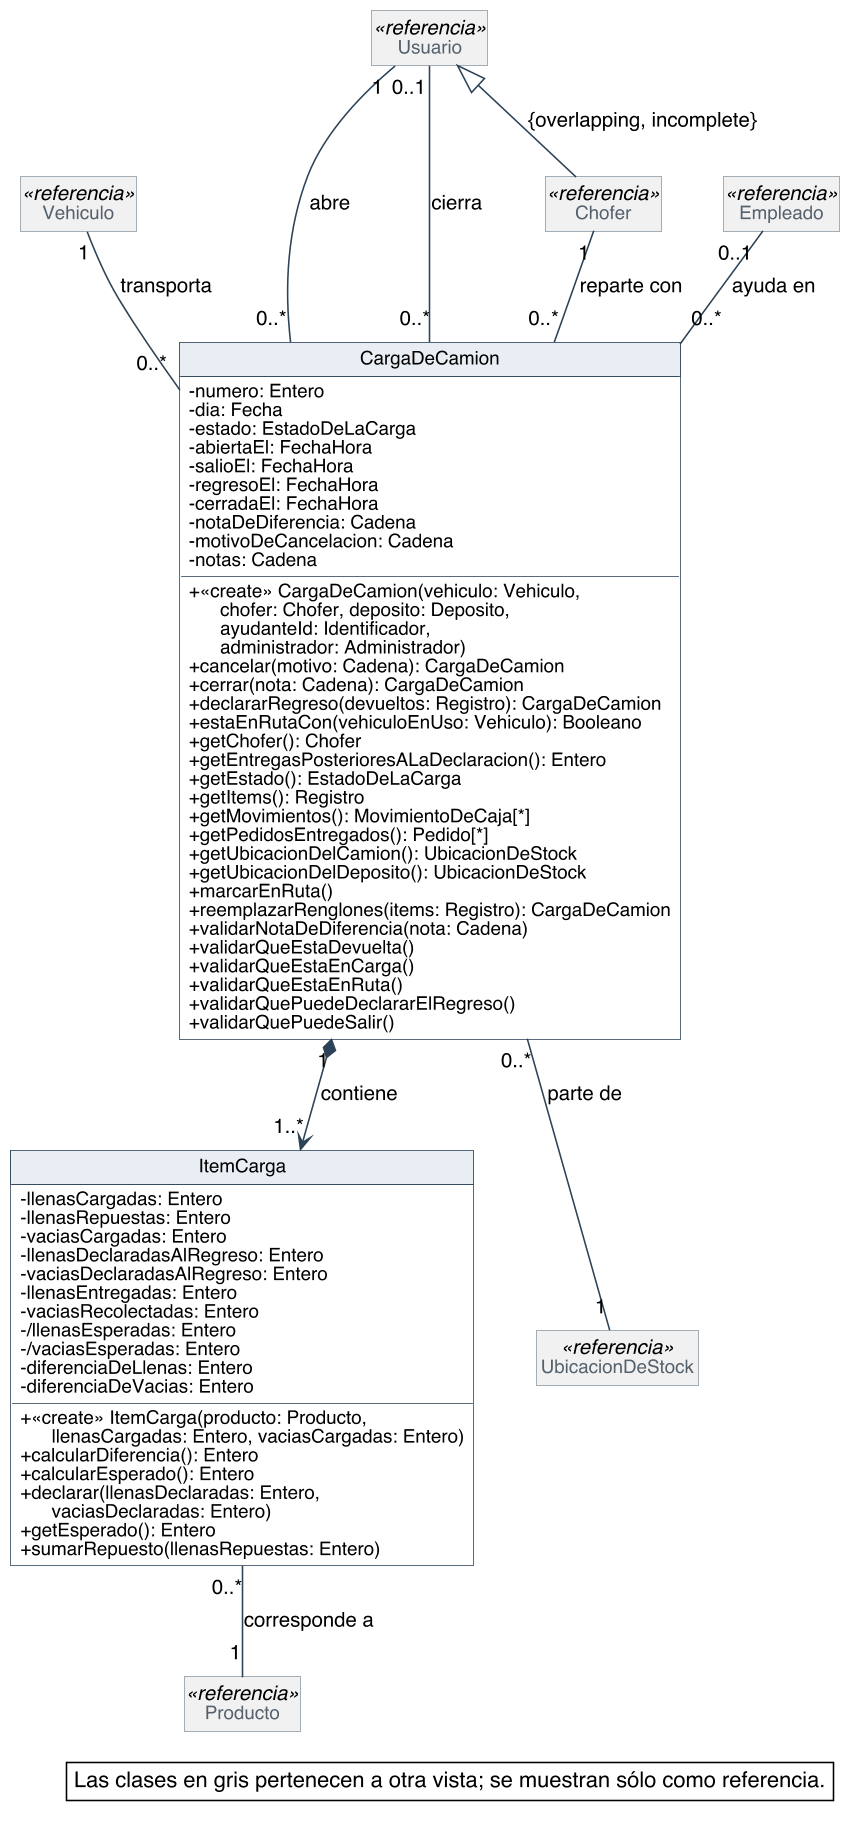 «referencia»
Usuario
1 0..1
{overlapping, incomplete}
«referencia»
Vehiculo
abre
cierra
«referencia»
Chofer
«referencia»
Empleado
1
transporta
1
reparte con
0..1
ayuda en
0..*
0..*
0..*
0..*
0..*
CargaDeCamion
-numero: Entero
-dia: Fecha
-estado: EstadoDeLaCarga
-abiertaEl: FechaHora
-salioEl: FechaHora
-regresoEl: FechaHora
-cerradaEl: FechaHora
-notaDeDiferencia: Cadena
-motivoDeCancelacion: Cadena
-notas: Cadena
+«create» CargaDeCamion(vehiculo: Vehiculo,
chofer: Chofer, deposito: Deposito,
ayudanteId: Identificador,
administrador: Administrador)
+cancelar(motivo: Cadena): CargaDeCamion
+cerrar(nota: Cadena): CargaDeCamion
+declararRegreso(devueltos: Registro): CargaDeCamion
+estaEnRutaCon(vehiculoEnUso: Vehiculo): Booleano
+getChofer(): Chofer
+getEntregasPosterioresALaDeclaracion(): Entero
+getEstado(): EstadoDeLaCarga
+getItems(): Registro
+getMovimientos(): MovimientoDeCaja[*]
+getPedidosEntregados(): Pedido[*]
+getUbicacionDelCamion(): UbicacionDeStock
+getUbicacionDelDeposito(): UbicacionDeStock
+marcarEnRuta()
+reemplazarRenglones(items: Registro): CargaDeCamion
+validarNotaDeDiferencia(nota: Cadena)
+validarQueEstaDevuelta()
+validarQueEstaEnCarga()
+validarQueEstaEnRuta()
+validarQuePuedeDeclararElRegreso()
+validarQuePuedeSalir()
1
contiene
1..*
0..*
parte de
1
ItemCarga
-llenasCargadas: Entero
-llenasRepuestas: Entero
-vaciasCargadas: Entero
-llenasDeclaradasAlRegreso: Entero
-vaciasDeclaradasAlRegreso: Entero
-llenasEntregadas: Entero
-vaciasRecolectadas: Entero
-/llenasEsperadas: Entero
-/vaciasEsperadas: Entero
-diferenciaDeLlenas: Entero
-diferenciaDeVacias: Entero
+«create» ItemCarga(producto: Producto,
llenasCargadas: Entero, vaciasCargadas: Entero)
+calcularDiferencia(): Entero
+calcularEsperado(): Entero
+declarar(llenasDeclaradas: Entero,
vaciasDeclaradas: Entero)
+getEsperado(): Entero
+sumarRepuesto(llenasRepuestas: Entero)
«referencia»
UbicacionDeStock
0..*
corresponde a
1
«referencia»
Producto
Las clases en gris pertenecen a otra vista; se muestran sólo como referencia.